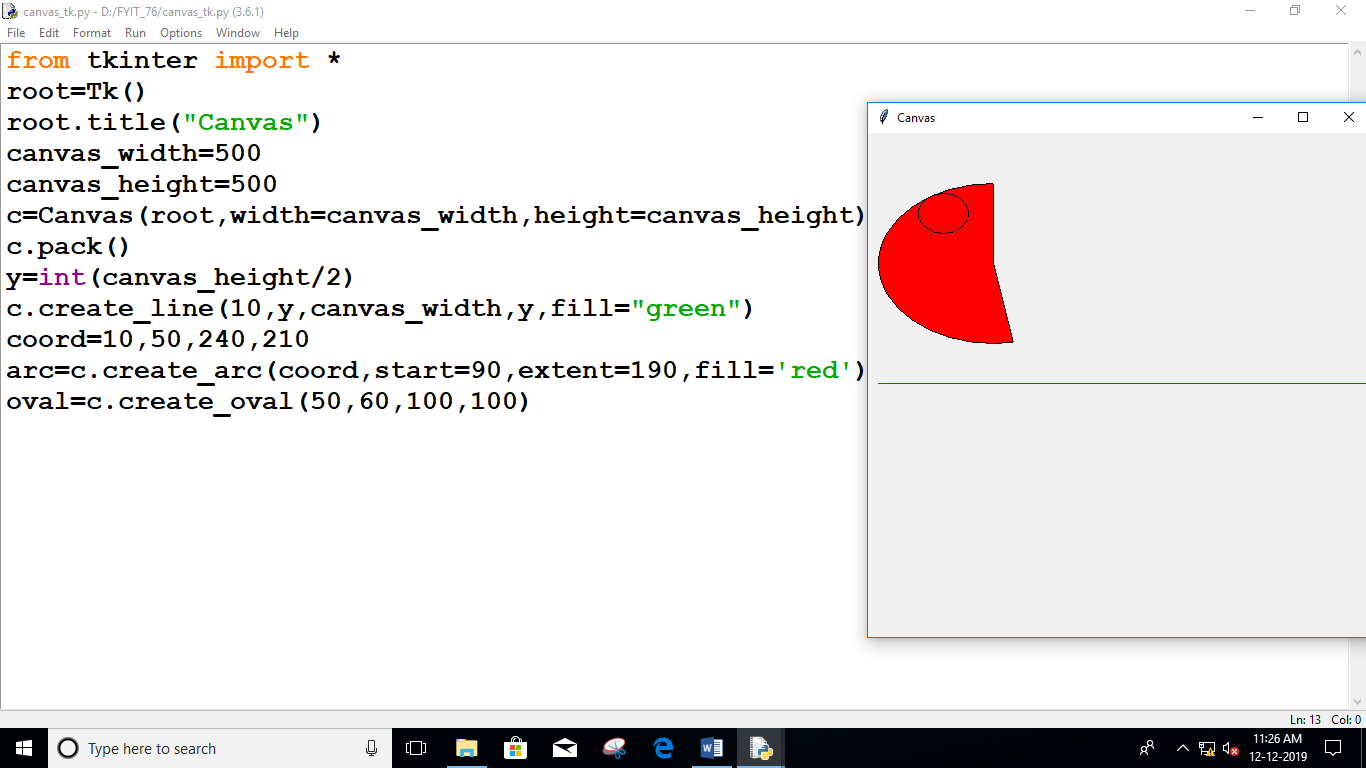 canvas_tk.py - D:/FYIT_76/canvas_tk.py (3.6.1)
File Edit Format Run Options Window Help
from tkinter import *
root=Tk()
root.title("Canvas")
canvas_width=500
canvas_height=500
c=Canvas(root,width=canvas_width,height=canvas_height)
c.pack()
y=int(canvas_height/2)
c.create_line(10,y,canvas_width,y,fill="green")
coord=10,50,240,210
arc=c.create_arc(coord,start=90,extent=190,fill='red')
oval=c.create_oval(50,60,100,100)
Canvas
Ln: 13 Col: 0
Type here to search
11:26 AM
12-12-2019